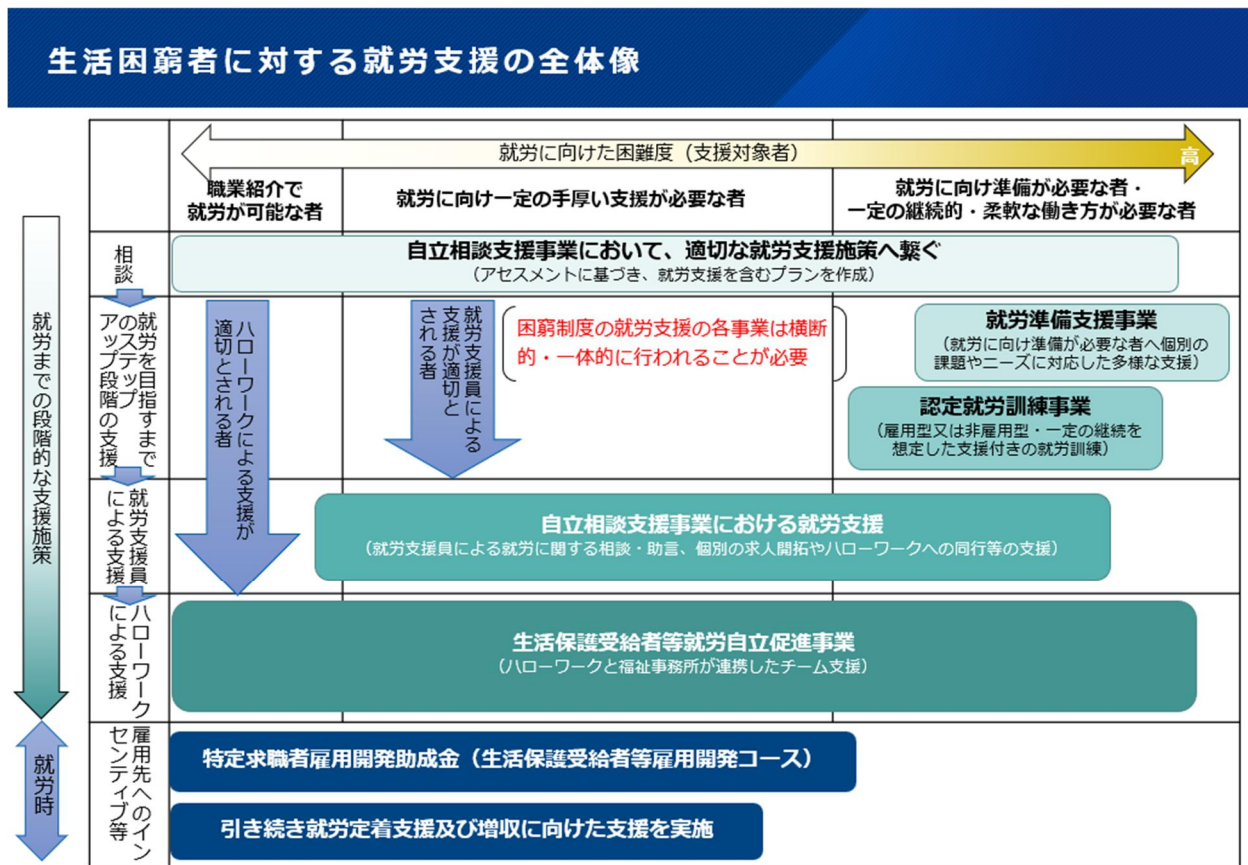 生活困窮者に対する就労支援の全体像
就労に向けた困難度（支援対象者）
高
職業紹介で
就労が可能な者
就労に向け一定の手厚い支援が必要な者
就労に向け準備が必要な者・
一定の継続的・柔軟な働き方が必要な者
就労までの段階的な支援施策
相談
自立相談支援事業において、適切な就労支援施策へ繋ぐ
（アセスメントに基づき、就労支援を含むプランを作成）
就労を目指すまで
のステップ
アップ段階の支援
ハローワークによる支援が
適切とされる者
就労支援員による
支援が適切と
される者
困窮制度の就労支援の各事業は横断
的・一体的に行われることが必要
就労準備支援事業
（就労に向け準備が必要な者へ個別の
課題やニーズに対応した多様な支援）
認定就労訓練事業
（雇用型又は非雇用型・一定の継続を
想定した支援付きの就労訓練）
就労支援員
による支援
自立相談支援事業における就労支援
（就労支援員による就労に関する相談・助言、個別の求人開拓やハローワークへの同行等の支援）
ハローワーク
による支援
生活保護受給者等就労自立促進事業
（ハローワークと福祉事務所が連携したチーム支援）
就労時
雇用先へのイン
センティブ等
特定求職者雇用開発助成金（生活保護受給者等雇用開発コース）
引き続き就労定着支援及び増収に向けた支援を実施